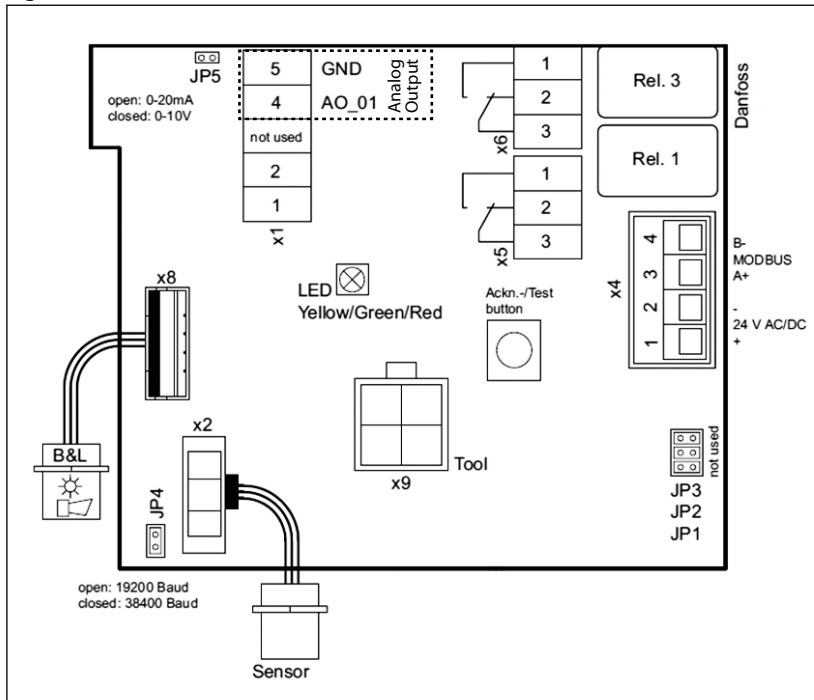 JP5
open: 0-20mA
closed: 0-10V
5 GND
4 AO_01
Analog
Output
not used
2
1
x1
1
2
3
x6
1
2
3
x5
Rel. 3
Rel. 1
Danfoss
4
3
2
1
x4
B-
MODBUS
A+
-
24 V AC/DC
+
x8
LED
Yellow/Green/Red
Ackn.-/Test
button
B&L
x2
JP4
open: 19200 Baud
closed: 38400 Baud
Sensor
Tool
x9
not used
JP3
JP2
JP1